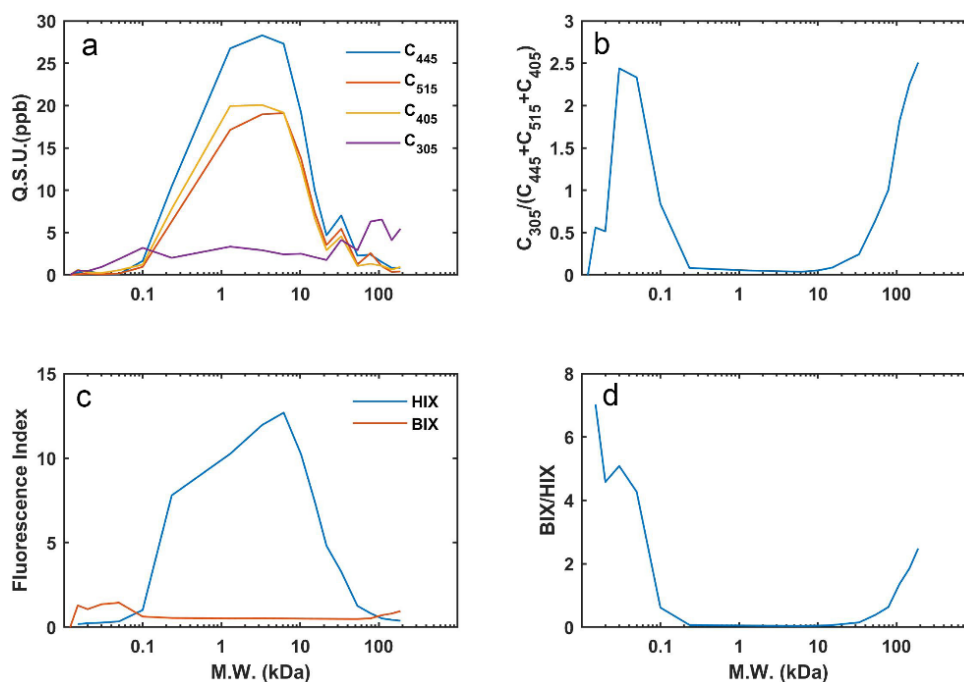 a
Q.S.U.(ppb)
30
25
20
15
10
5
0
0.1 1 10 100
C445
C515
C405
C305
b
C305/(C445+C515+C405)
3
2.5
2
1.5
1
0.5
0
0.1 1 10 100
c
Fluorescence Index
15
10
5
0
0.1 1 10 100
M.W. (kDa)
HIX
BIX
d
BIX/HIX
8
6
4
2
0
0.1 1 10 100
M.W. (kDa)